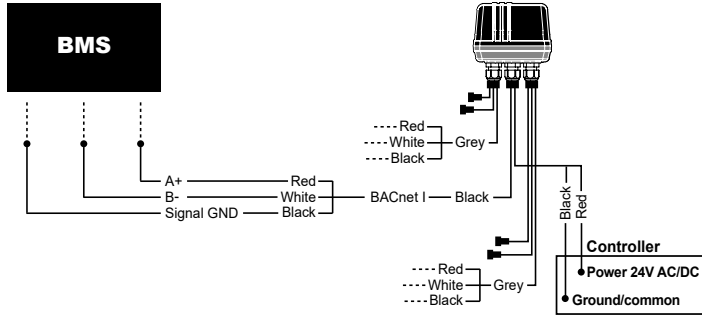 BMS
Red
White
Grey
Black
A+
Red
B-
White
BACnet I
Black
Signal GND
Black
Black
Red
Controller
Power 24V AC/DC
Ground/common
Red
White
Grey
Black